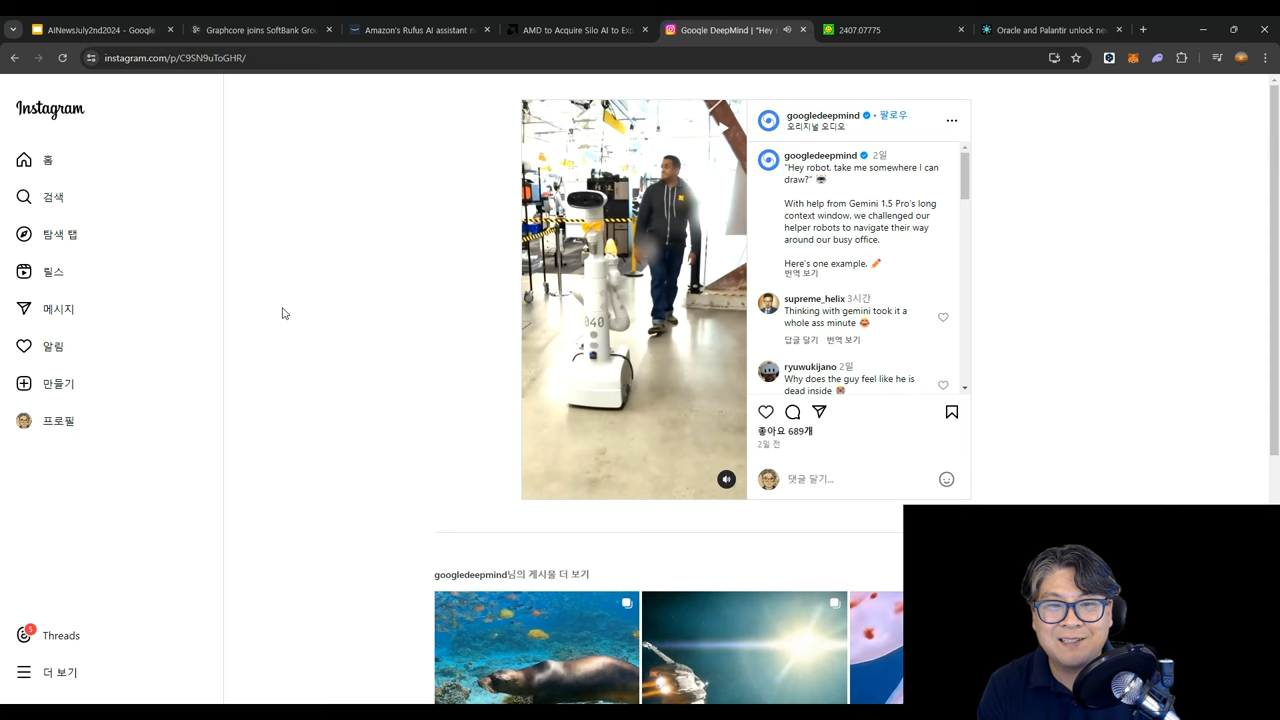 AINewsJuly2nd2024 - Google
Graphcore joins SoftBank Grou
Amazon's Rufus AI assistant n
AMD to Acquire Silo AI to Exp
Google DeepMind | "Hey r
2407.07775
Oracle and Palantir unlock ne
instagram.com/p/C9SN9uToGHR/
Instagram
홈
검색
탐색 탭
릴스
메시지
알림
만들기
프로필
5
Threads
더 보기
040
googledeepmind • 팔로우
오리지널 오디오
googledeepmind 2일
"Hey robot, take me somewhere I can
draw?"
With help from Gemini 1.5 Pro's long
context window, we challenged our
helper robots to navigate their way
around our busy office.
Here's one example.
번역 보기
supreme_helix 3시간
Thinking with gemini took it a
whole ass minute
답글 달기 번역 보기
ryuwukijano 2일
Why does the guy feel like he is
dead inside
좋아요 689개
2일 전
댓글 달기...
googledeepmind님의 게시물 더 보기